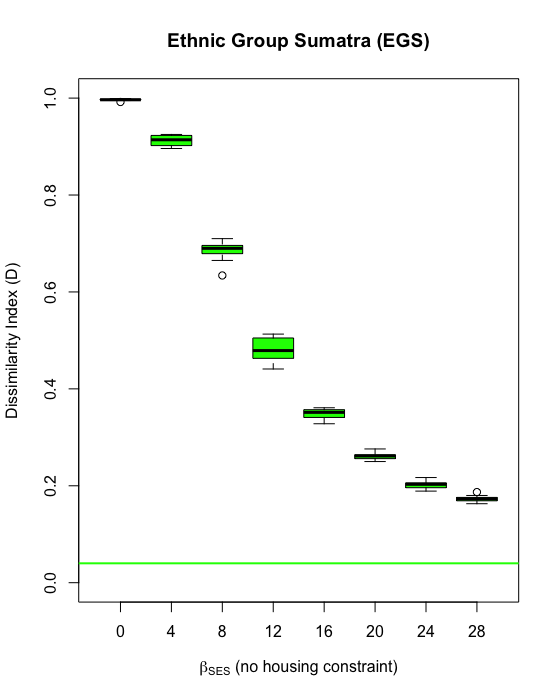 Ethnic Group Sumatra (EGS)
Dissimilarity Index (D)
1.0
0.8
0.6
0.4
0.2
0.0
0 4 8 12 16 20 24 28
βSES (no housing constraint)